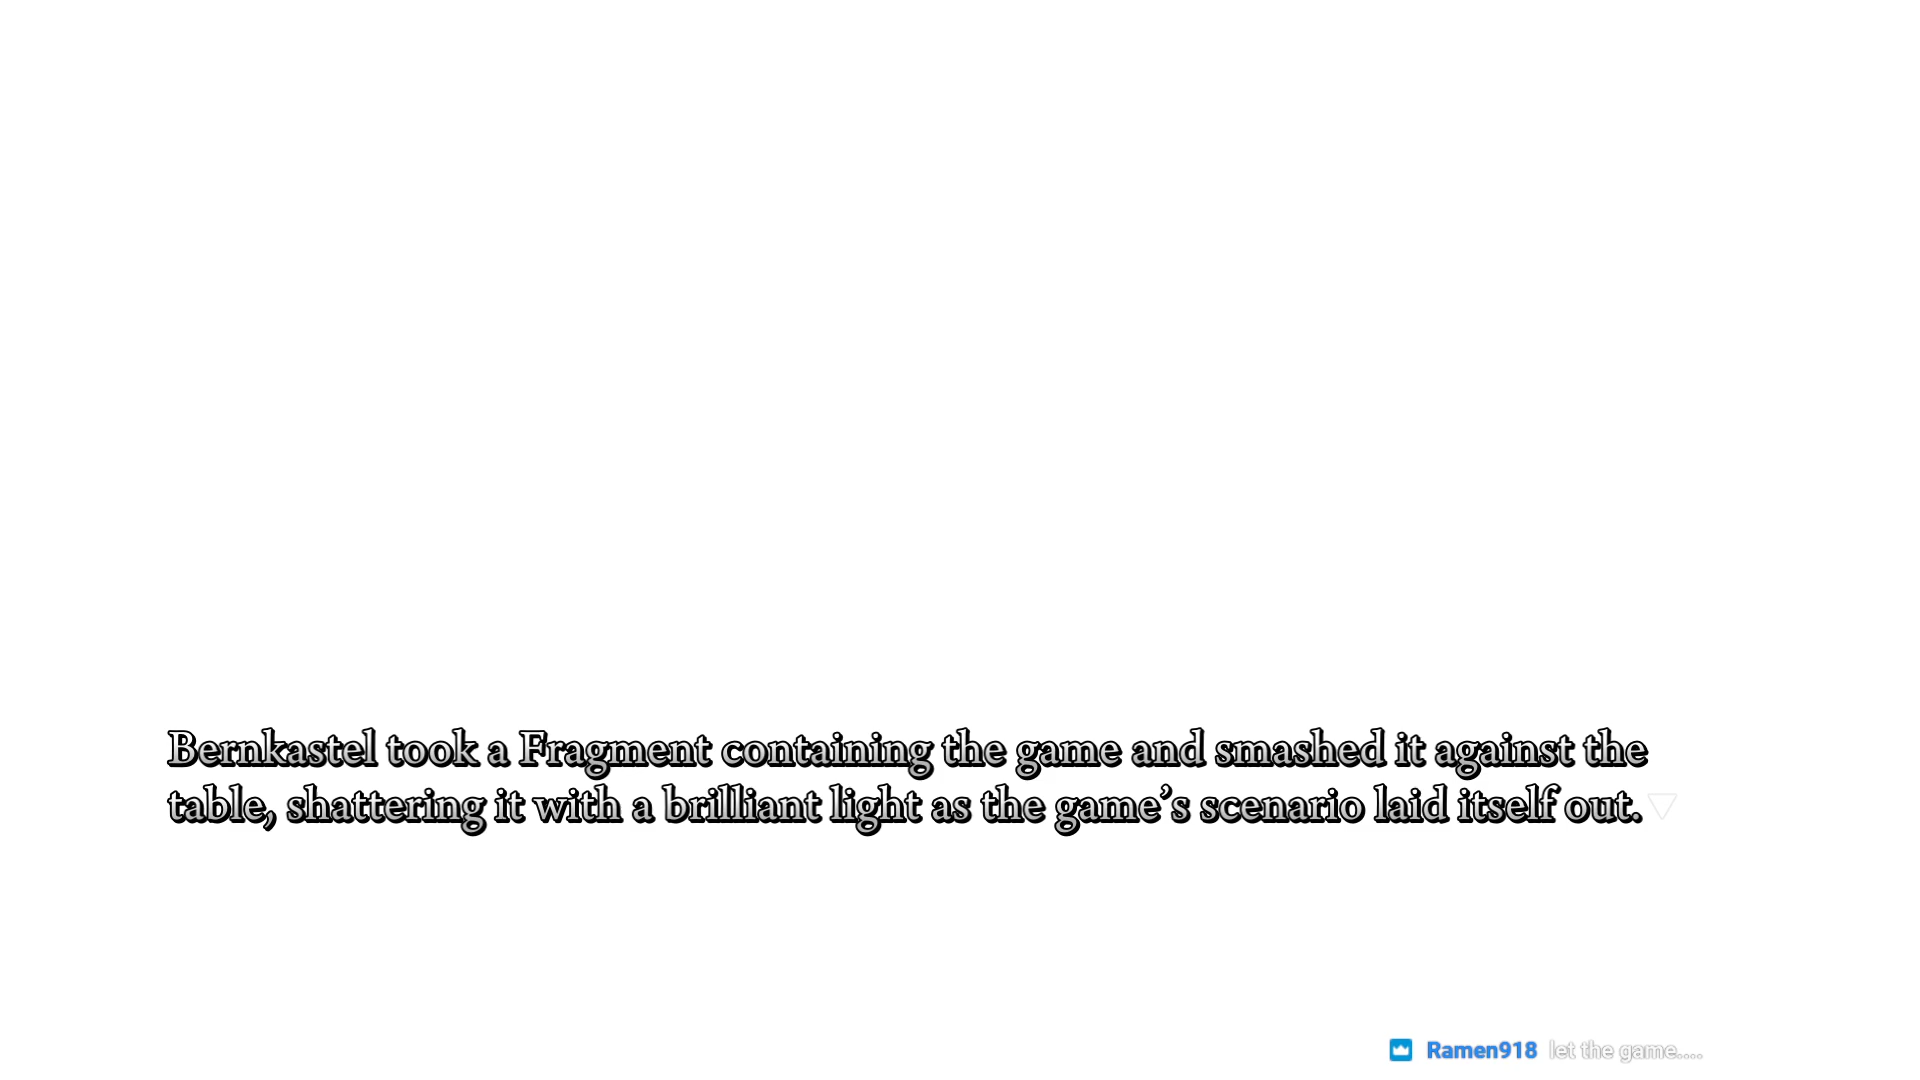 Bernkastel took a Fragment containing the game and smashed it against the
table, shattering it with a brilliant light as the game’s scenario laid itself out.
Ramen918 let the game....